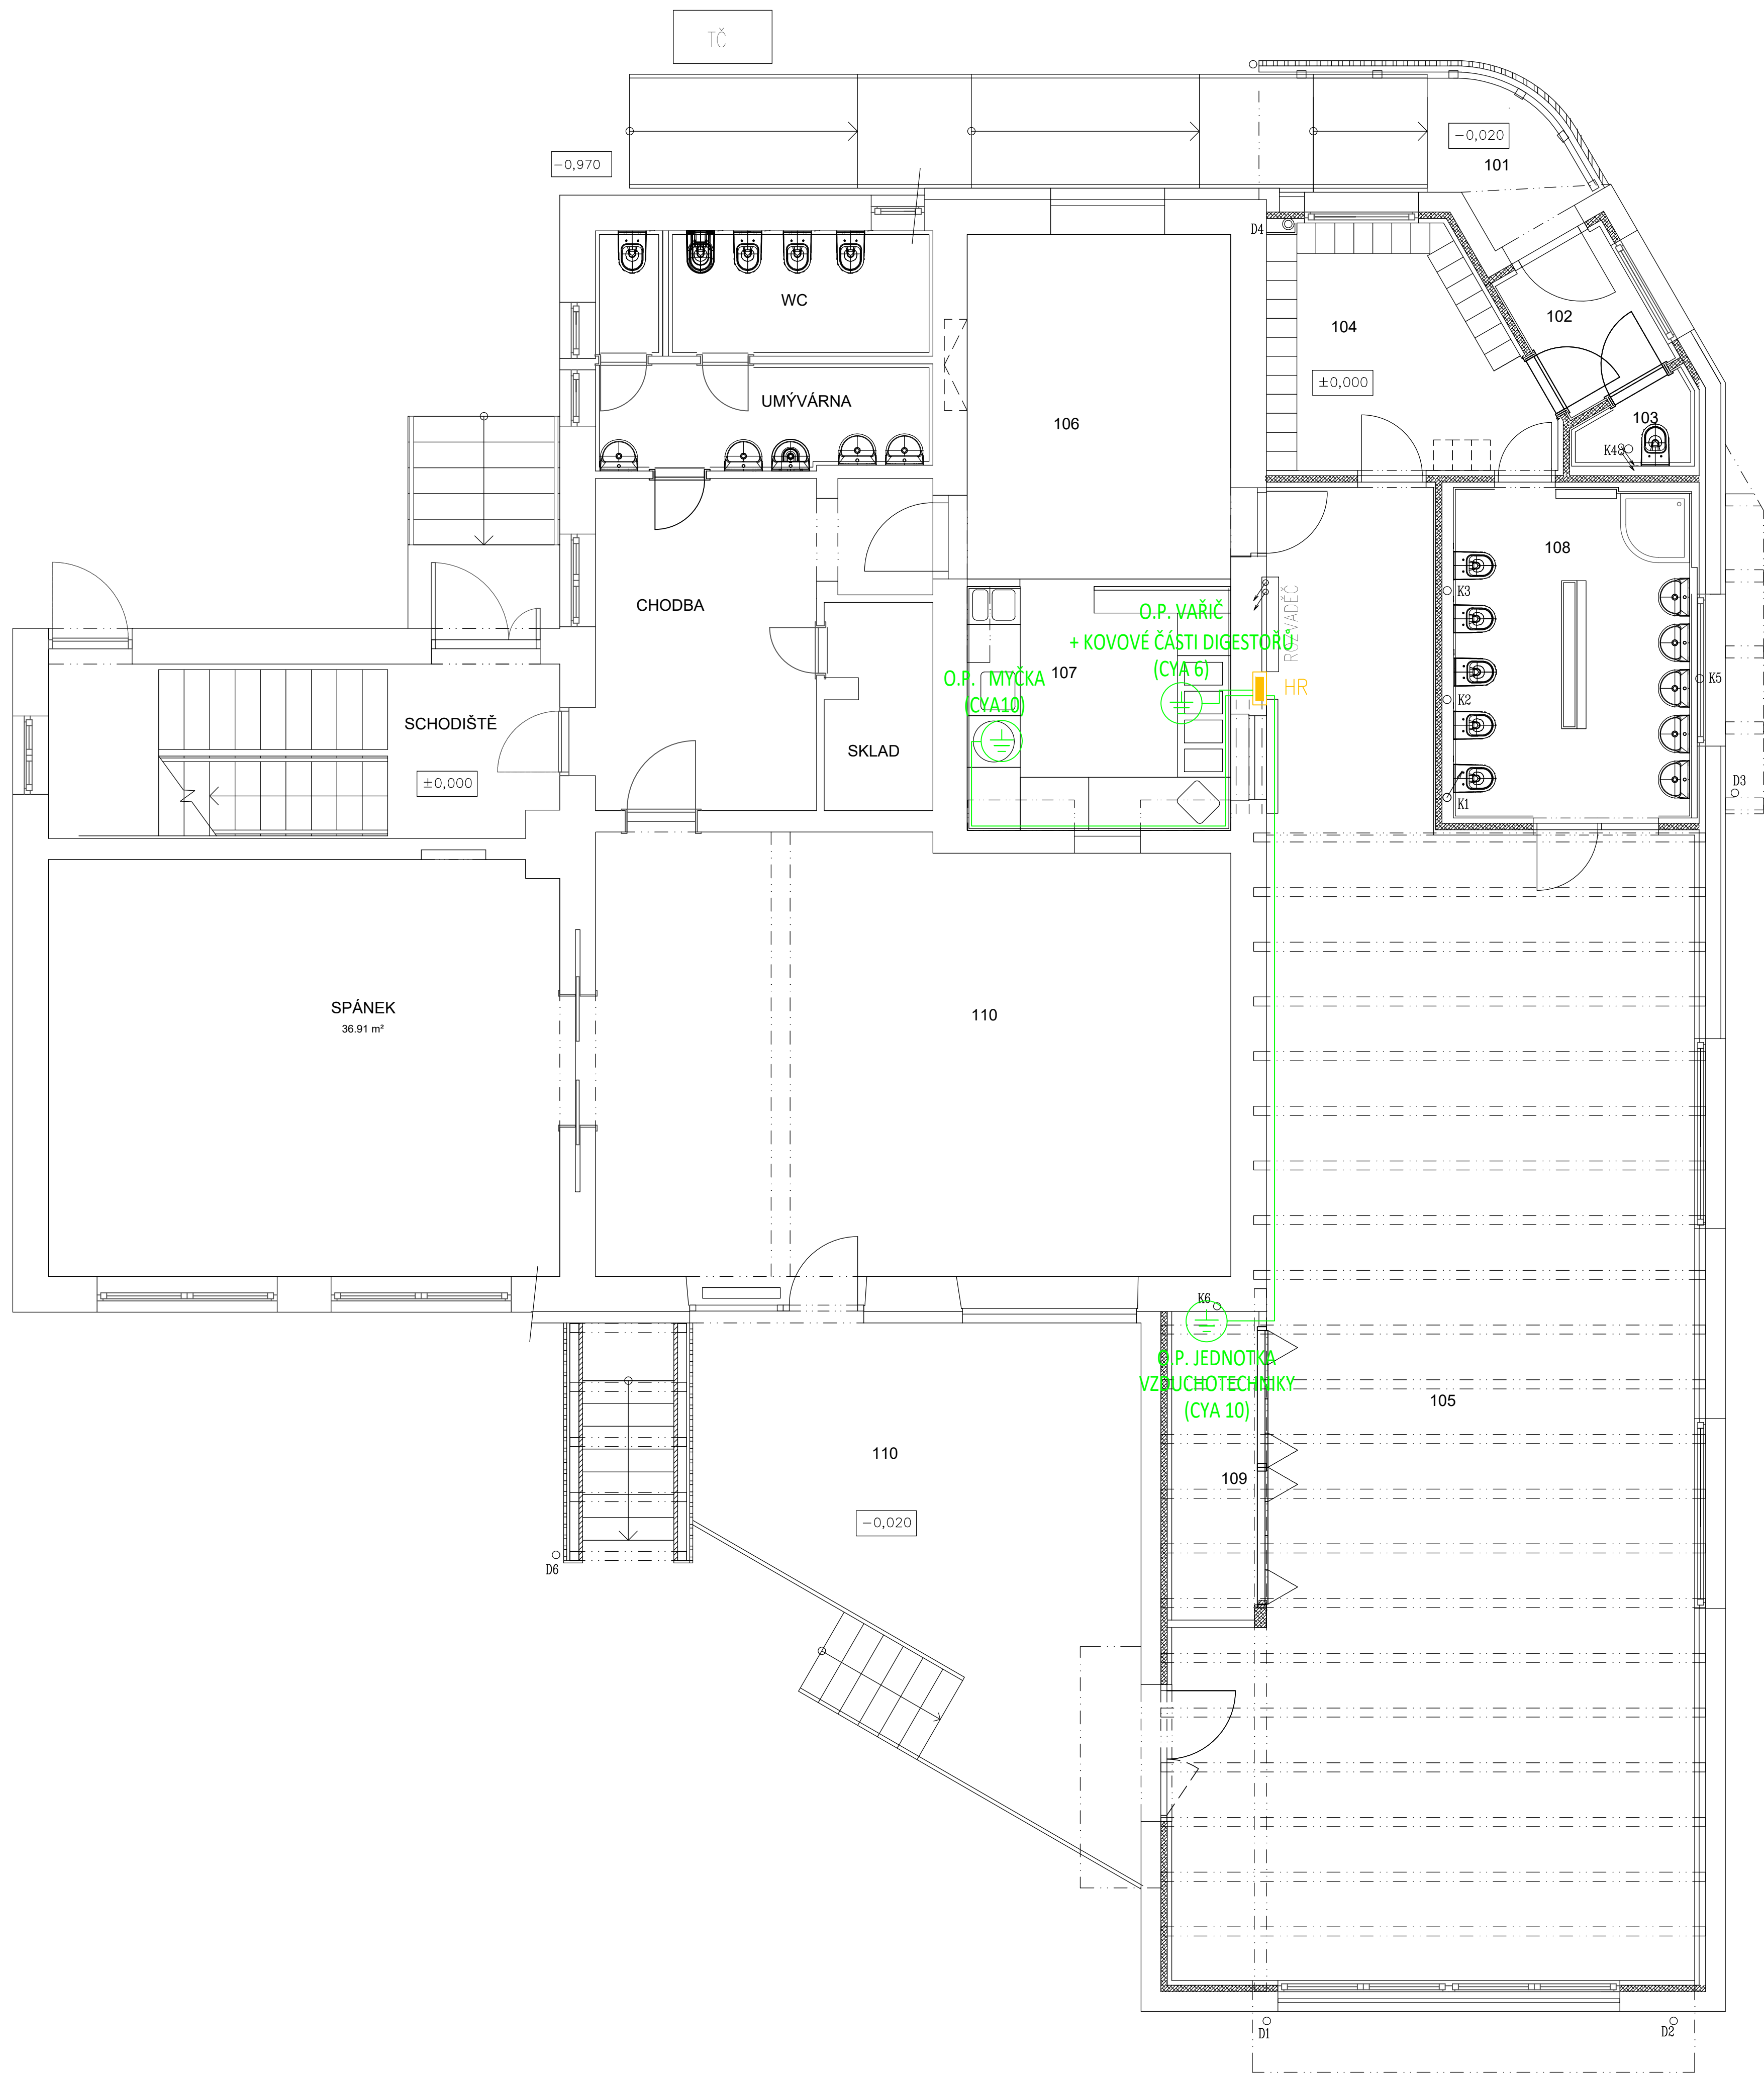 TČ
-0,970
-0,020
101
D4
WC
102
104
±0,000
UMÝVÁRNA
103
106
K4
108
K3
CHODBA
ROZVADĚČ
O.P. VAŘIČ
+ KOVOVÉ ČÁSTI DIGESTOŘŮ
(CYA 6)
107
O.P. MYČKA
(CYA10)
HR
K2
K5
SCHODIŠTĚ
±0,000
SKLAD
D3
K1
SPÁNEK
36.91 m²
110
K6
O.P. JEDNOTKA
VZDUCHOTECHNIKY
(CYA 10)
105
110
109
-0,020
D6
D1
D2